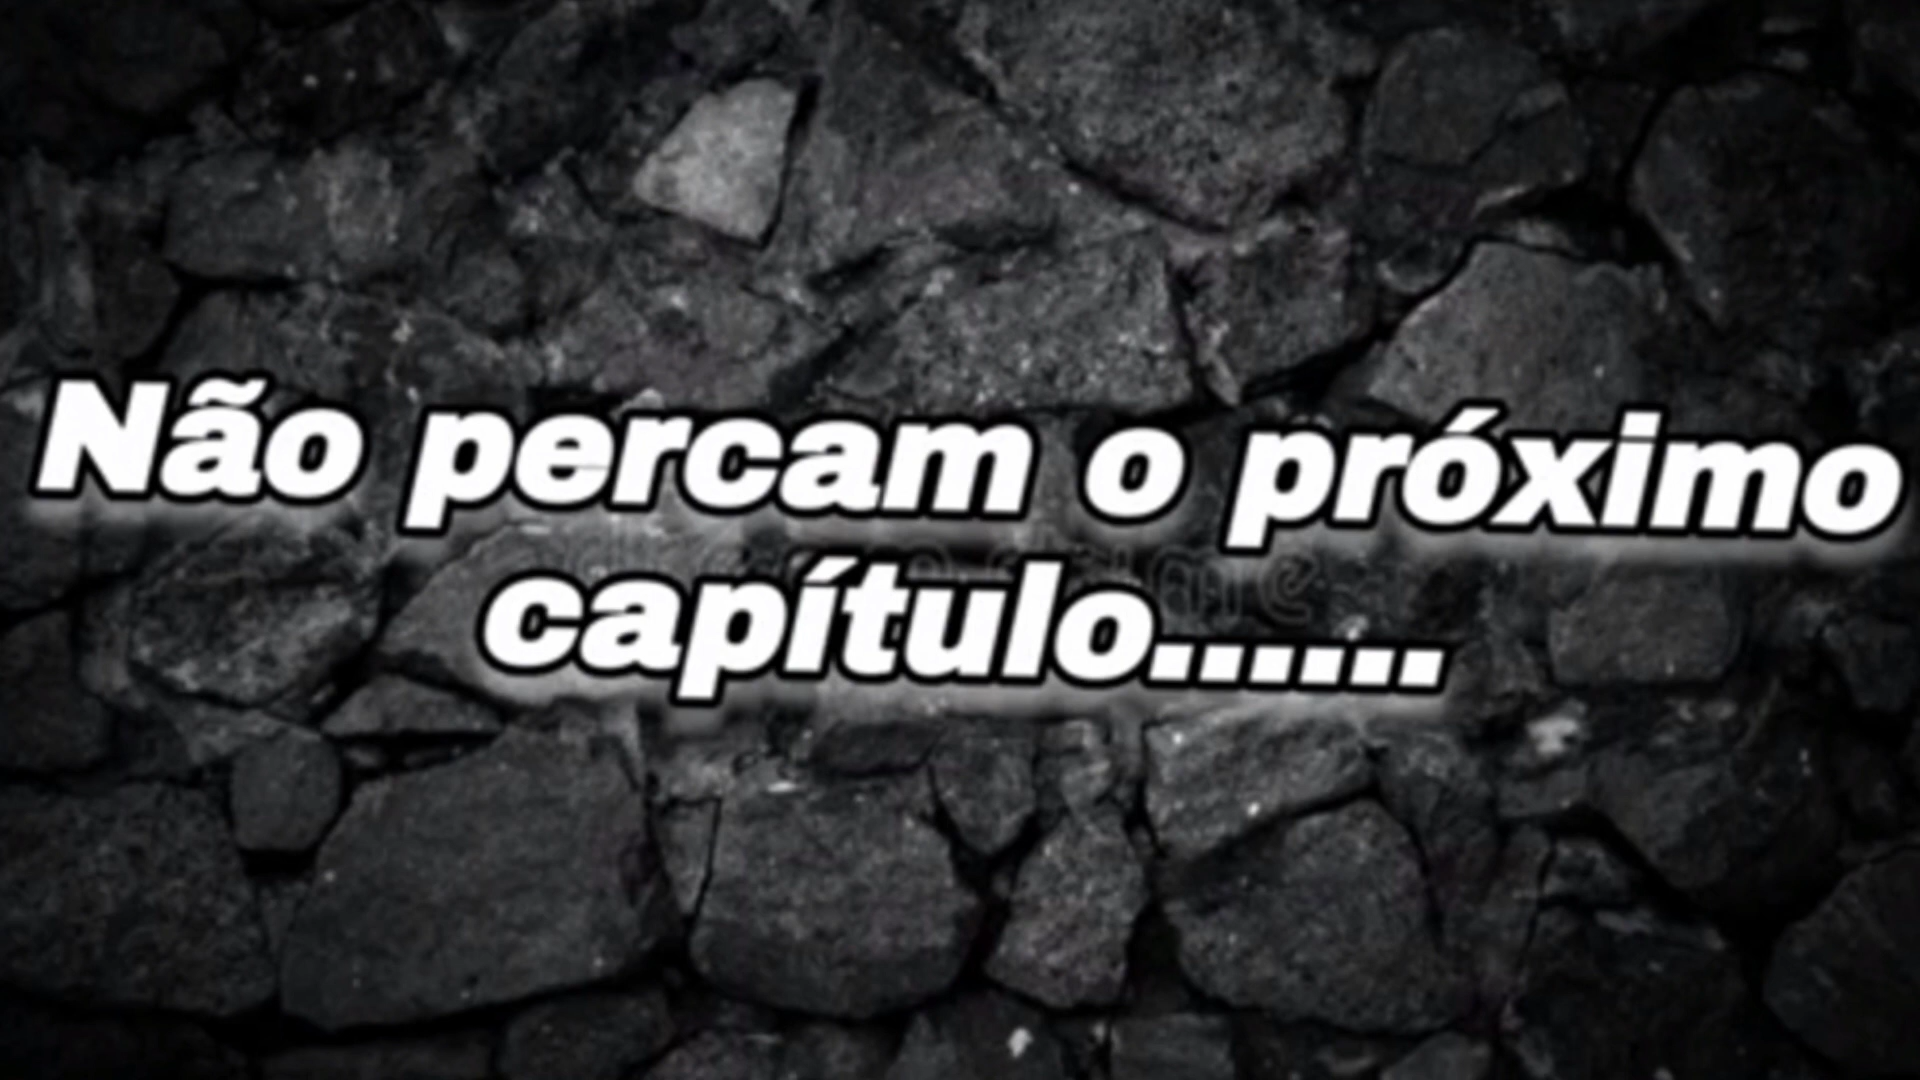 Não percam o próximo
capítulo......